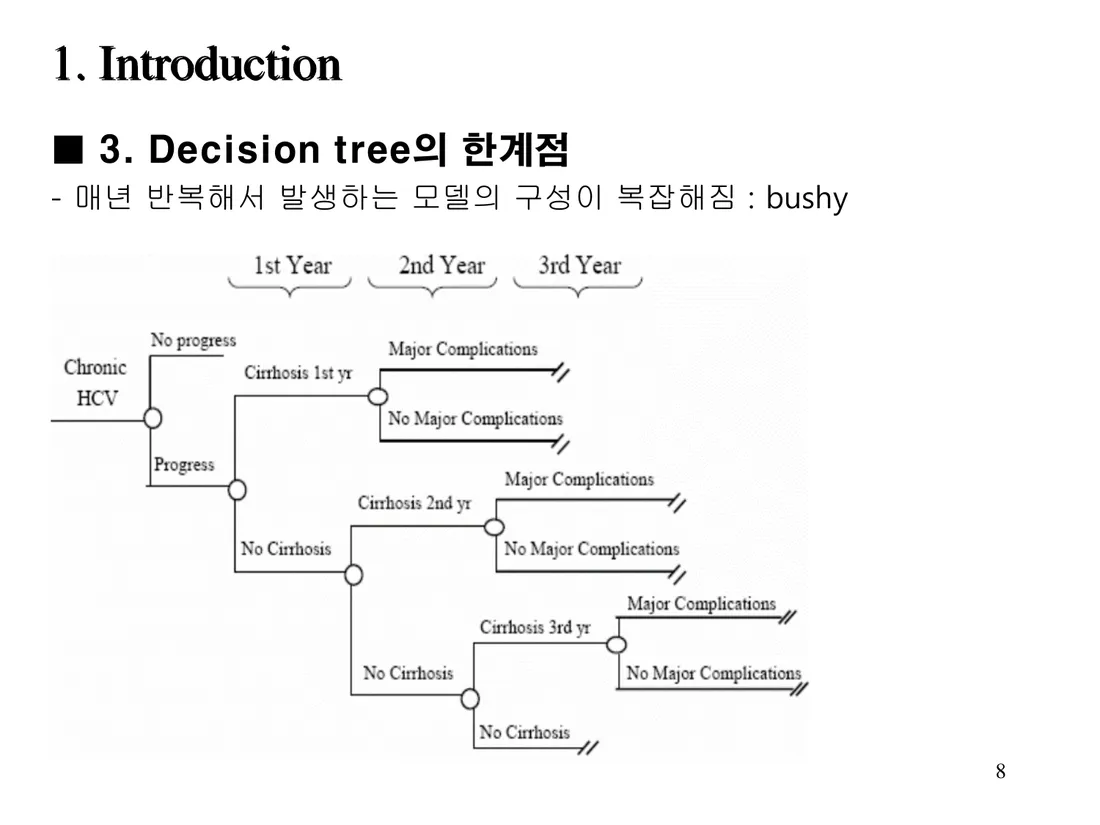 1. Introduction
■ 3. Decision tree의 한계점
- 매년 반복해서 발생하는 모델의 구성이 복잡해짐 : bushy
1st Year 2nd Year 3rd Year
No progress
Chronic
HCV
Progress
Cirrhosis 1st yr
Major Complications
No Major Complications
No Cirrhosis
Cirrhosis 2nd yr
Major Complications
No Major Complications
No Cirrhosis
Cirrhosis 3rd yr
Major Complications
No Major Complications
No Cirrhosis
8